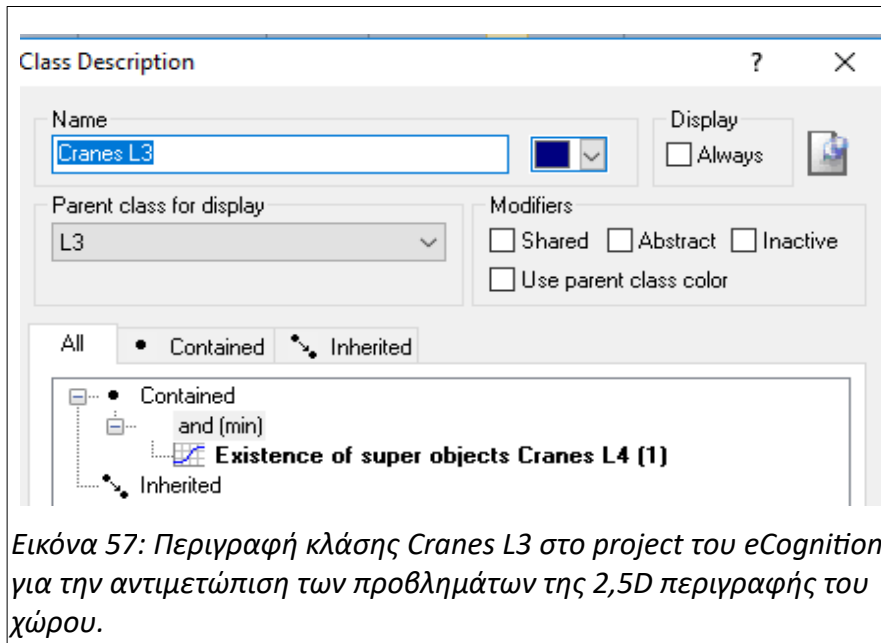 Class Description ?
Name
Display
Cranes L3
Always
Parent class for display
Modifiers
L3
Shared Abstract Inactive
Use parent class color
All Contained Inherited
Contained
and (min)
Existence of super objects Cranes L4 (1)
Inherited
Εικόνα 57: Περιγραφή κλάσης Cranes L3 στο project του eCognition
για την αντιμετώπιση των προβλημάτων της 2,5D περιγραφής του
χώρου.